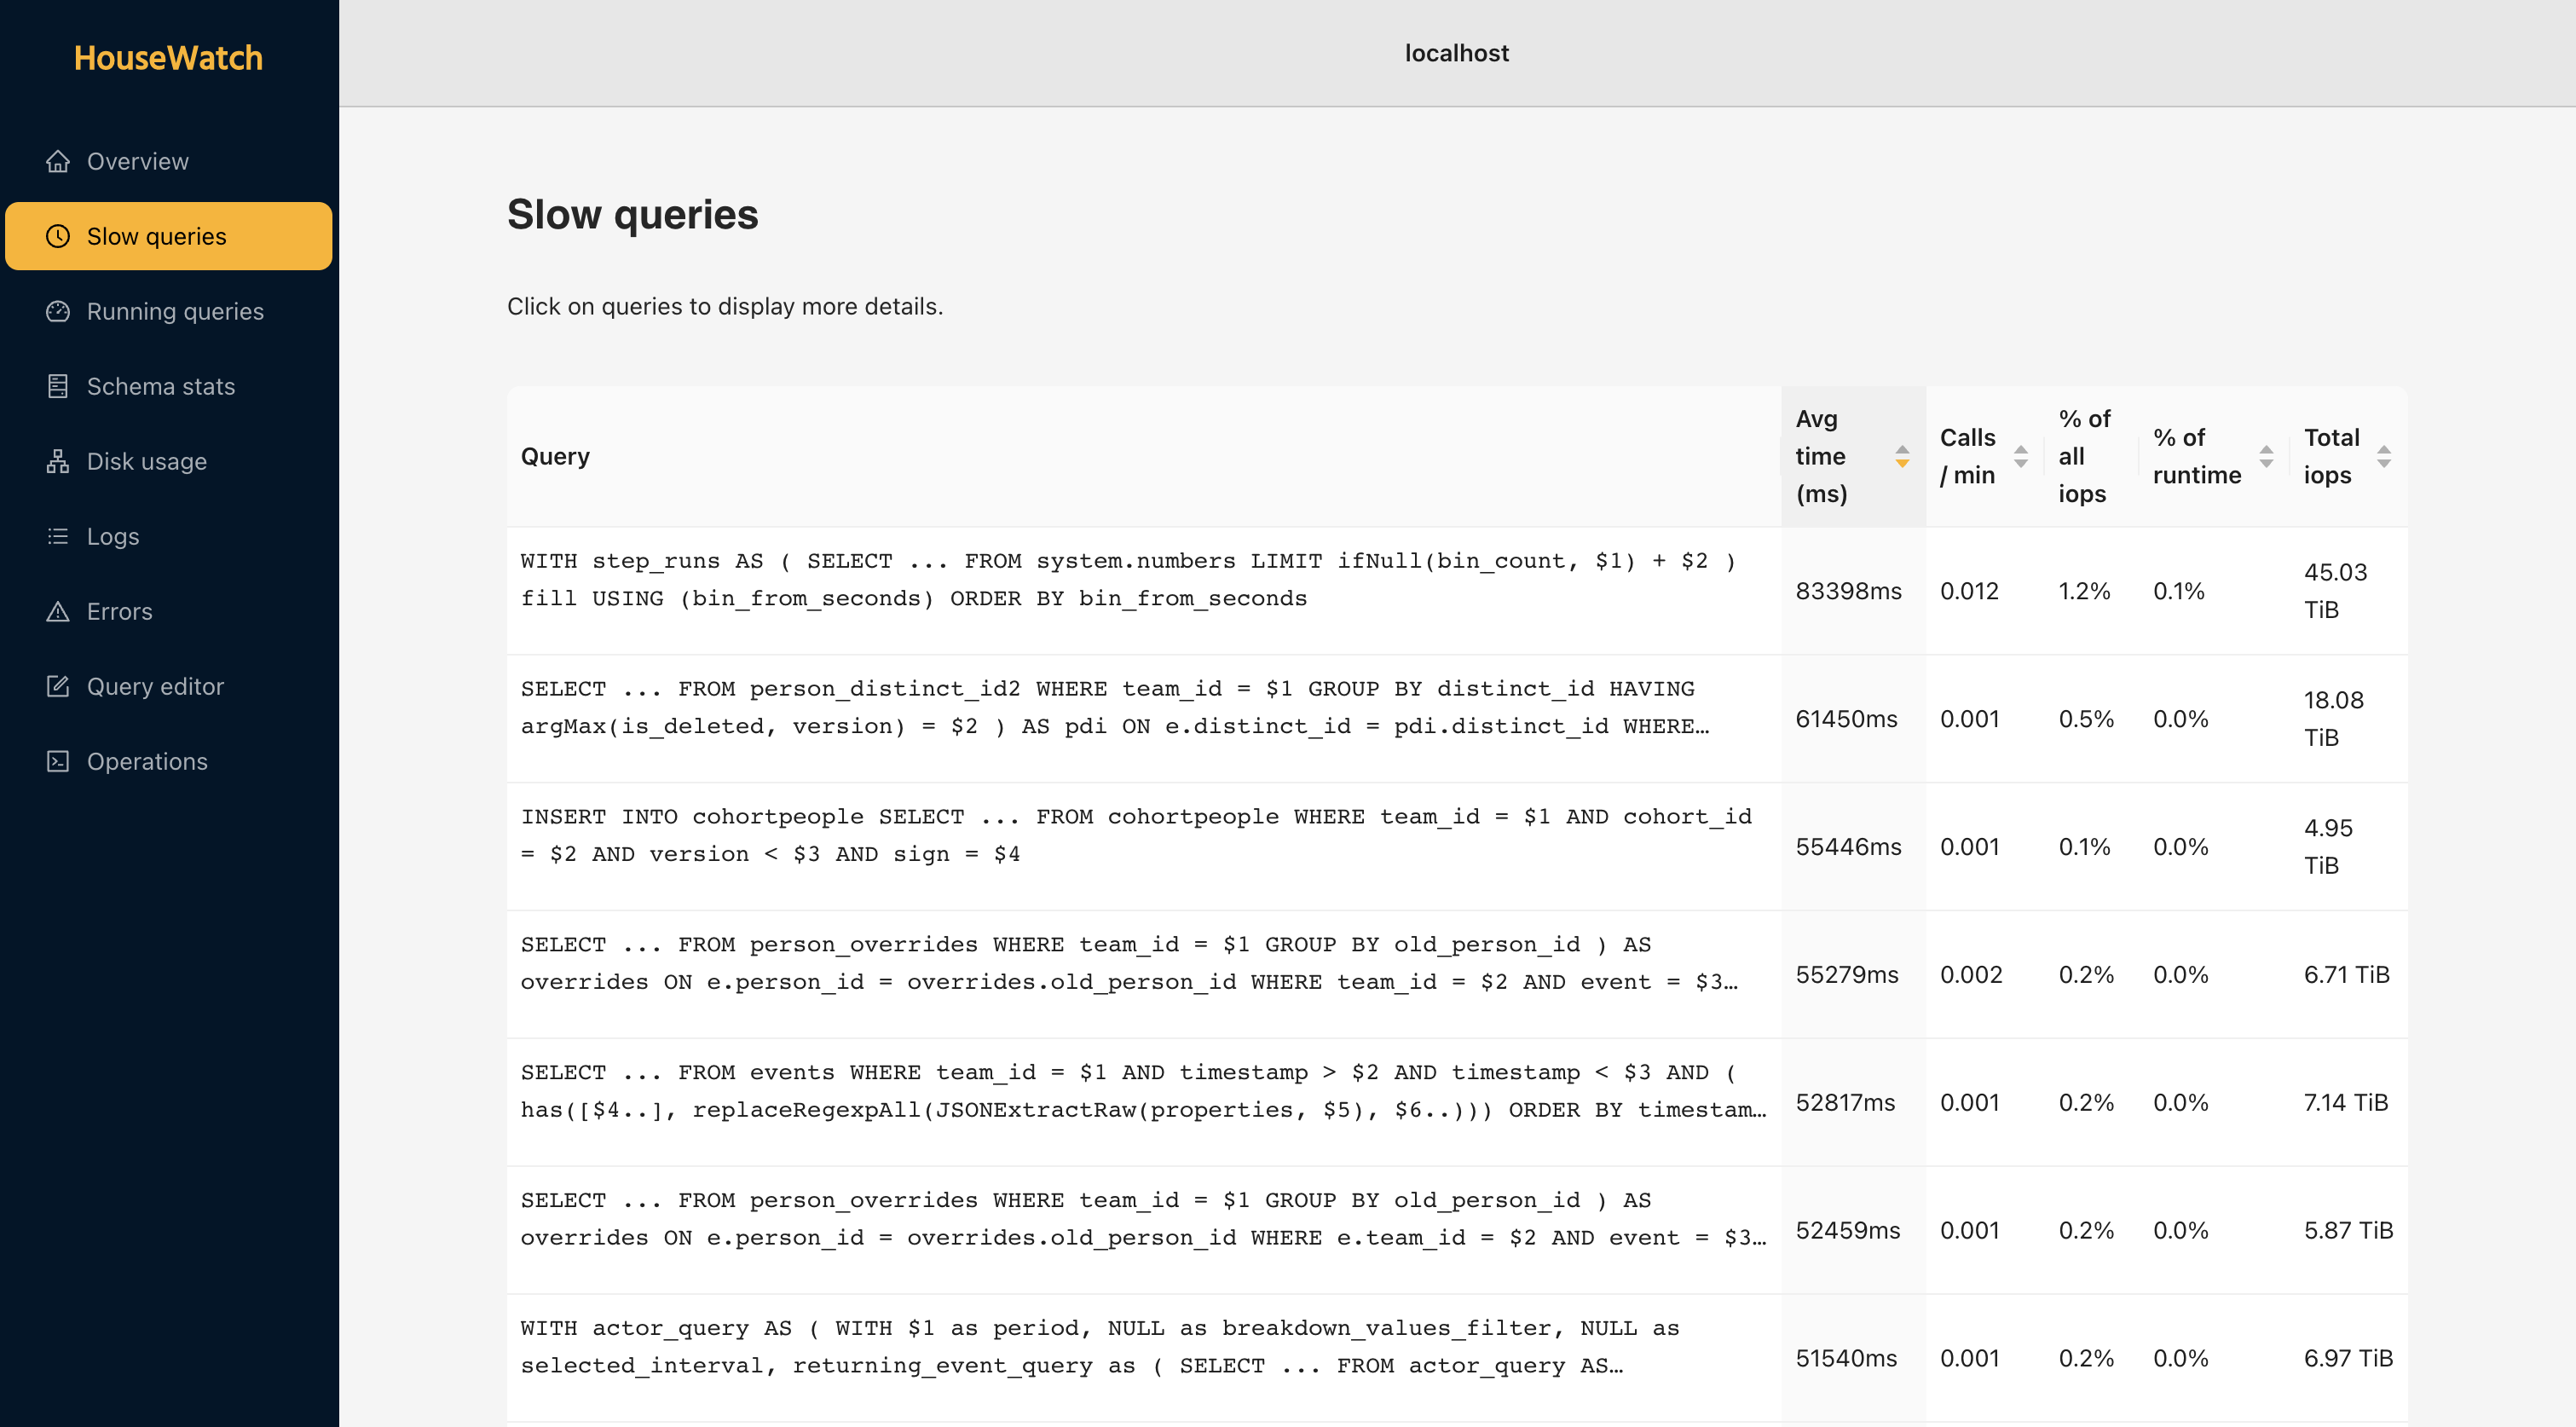 HouseWatch
localhost
Overview
Slow queries
Running queries
Schema stats
Disk usage
Logs
Errors
Query editor
Operations
Slow queries
Click on queries to display more details.
Query
Avg
time
(ms)
Calls
/ min
% of
all
iops
% of
runtime
Total
iops
WITH step_runs AS ( SELECT ... FROM system.numbers LIMIT ifNull(bin_count, $1) + $2 )
fill USING (bin_from_seconds) ORDER BY bin_from_seconds
83398ms
0.012
1.2%
0.1%
45.03
TiB
SELECT ... FROM person_distinct_id2 WHERE team_id = $1 GROUP BY distinct_id HAVING
argMax(is_deleted, version) = $2 ) AS pdi ON e.distinct_id = pdi.distinct_id WHERE…
61450ms
0.001
0.5%
0.0%
18.08
TiB
INSERT INTO cohortpeople SELECT ... FROM cohortpeople WHERE team_id = $1 AND cohort_id
= $2 AND version < $3 AND sign = $4
55446ms
0.001
0.1%
0.0%
4.95
TiB
SELECT ... FROM person_overrides WHERE team_id = $1 GROUP BY old_person_id ) AS
overrides ON e.person_id = overrides.old_person_id WHERE team_id = $2 AND event = $3…
55279ms
0.002
0.2%
0.0%
6.71 TiB
SELECT ... FROM events WHERE team_id = $1 AND timestamp > $2 AND timestamp < $3 AND (
has([$4..], replaceRegexpAll(JSONExtractRaw(properties, $5), $6..))) ORDER BY timestam…
52817ms
0.001
0.2%
0.0%
7.14 TiB
SELECT ... FROM person_overrides WHERE team_id = $1 GROUP BY old_person_id ) AS
overrides ON e.person_id = overrides.old_person_id WHERE e.team_id = $2 AND event = $3…
52459ms
0.001
0.2%
0.0%
5.87 TiB
WITH actor_query AS ( WITH $1 as period, NULL as breakdown_values_filter, NULL as
selected_interval, returning_event_query as ( SELECT ... FROM actor_query AS…
51540ms
0.001
0.2%
0.0%
6.97 TiB